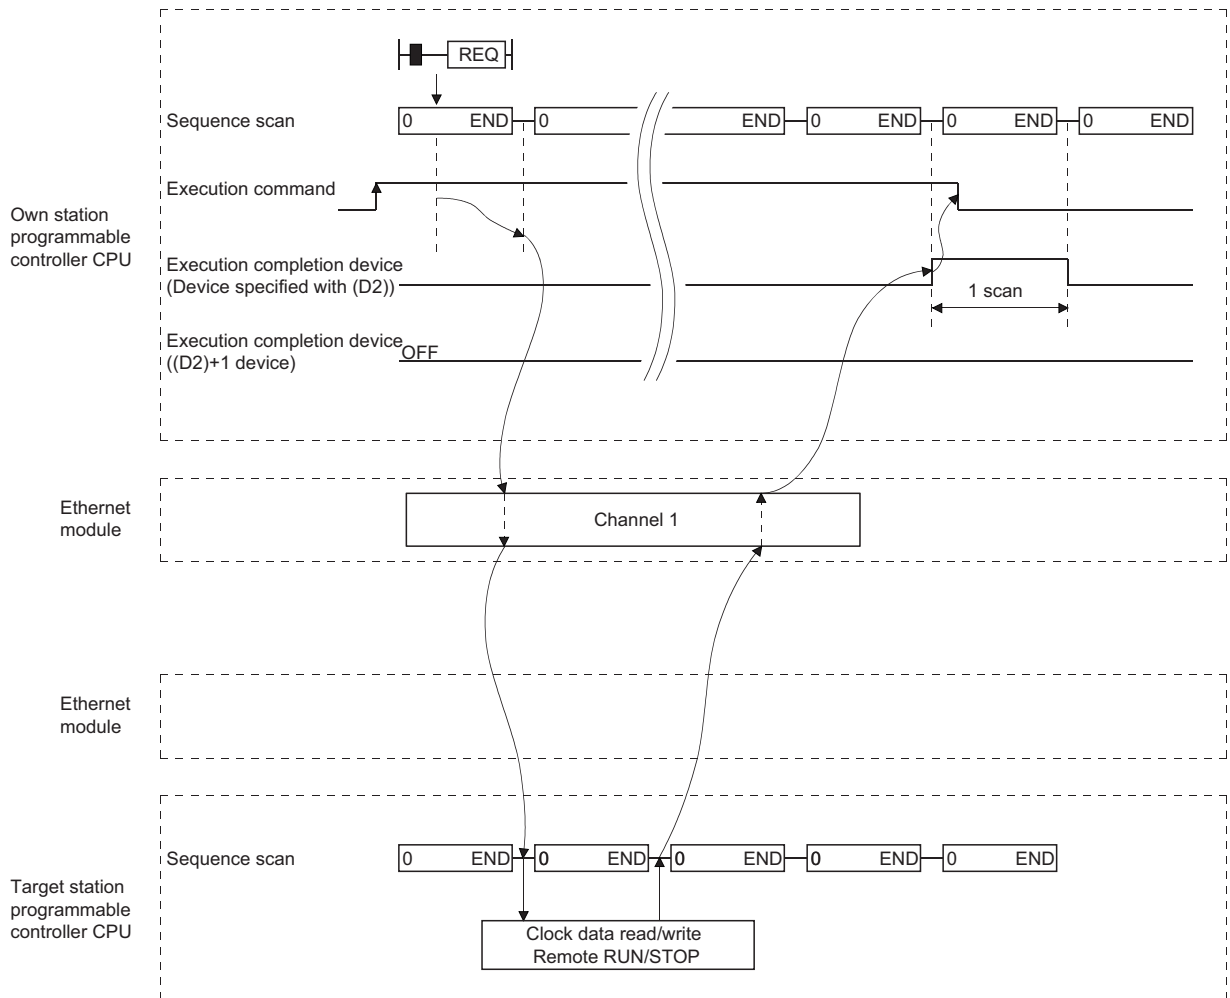 REQ
Sequence scan
0 END 0 END 0 END 0 END 0 END
Execution command
Own station
programmable
controller CPU
Execution completion device
(Device specified with (D2))
1 scan
Execution completion device
((D2)+1 device)
OFF
Ethernet
module
Channel 1
Ethernet
module
Sequence scan
0 END 0 END 0 END 0 END 0 END
Target station
programmable
controller CPU
Clock data read/write
Remote RUN/STOP